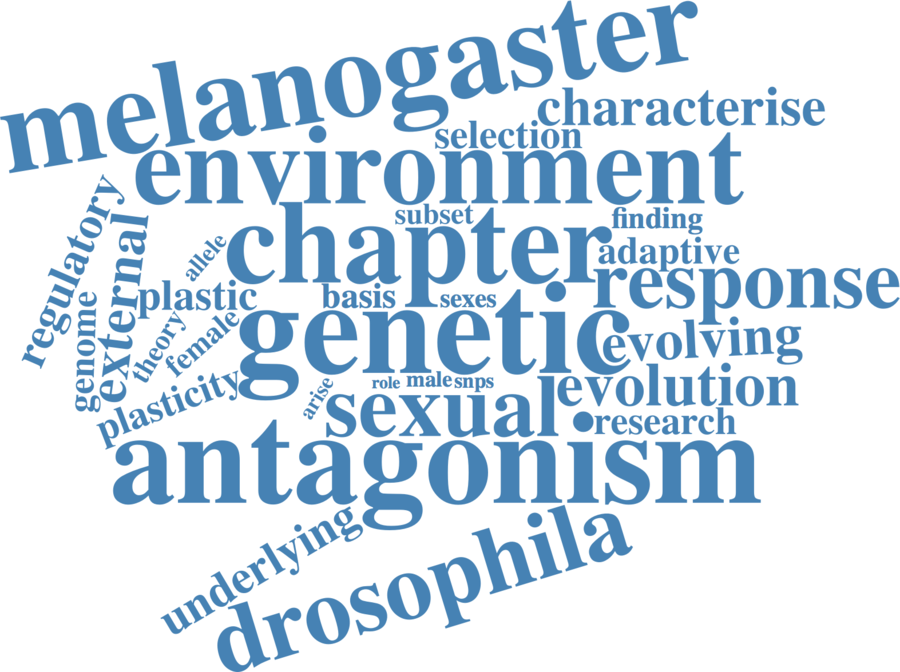 melanogaster
characterise
selection
environment
subset
finding
regulatory
external
allele
chapter
adaptive
response
plastic
basis
sexes
genome
theory
female
genetic
evolving
plasticity
arise
role
male
snps
sexual
evolution
research
antagonism
underlying
drosophila